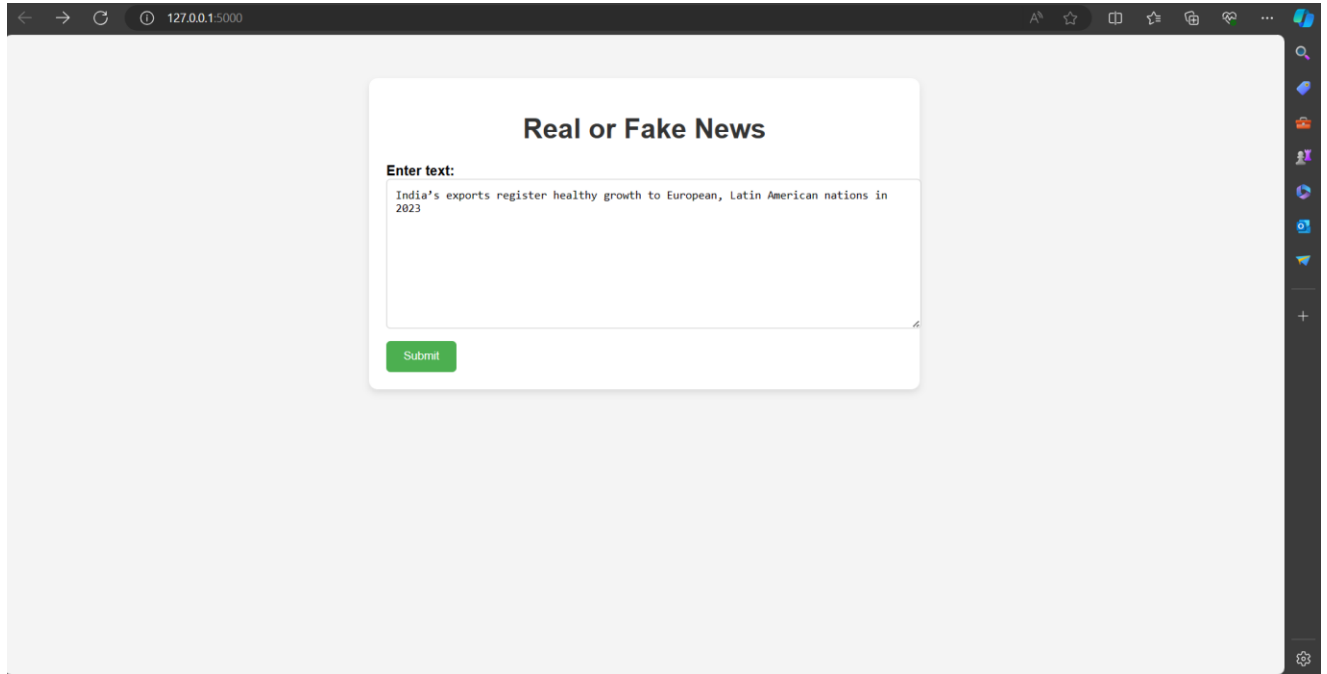 127.0.0.1:5000
Real or Fake News
Enter text:
India’s exports register healthy growth to European, Latin American nations in
2023
Submit